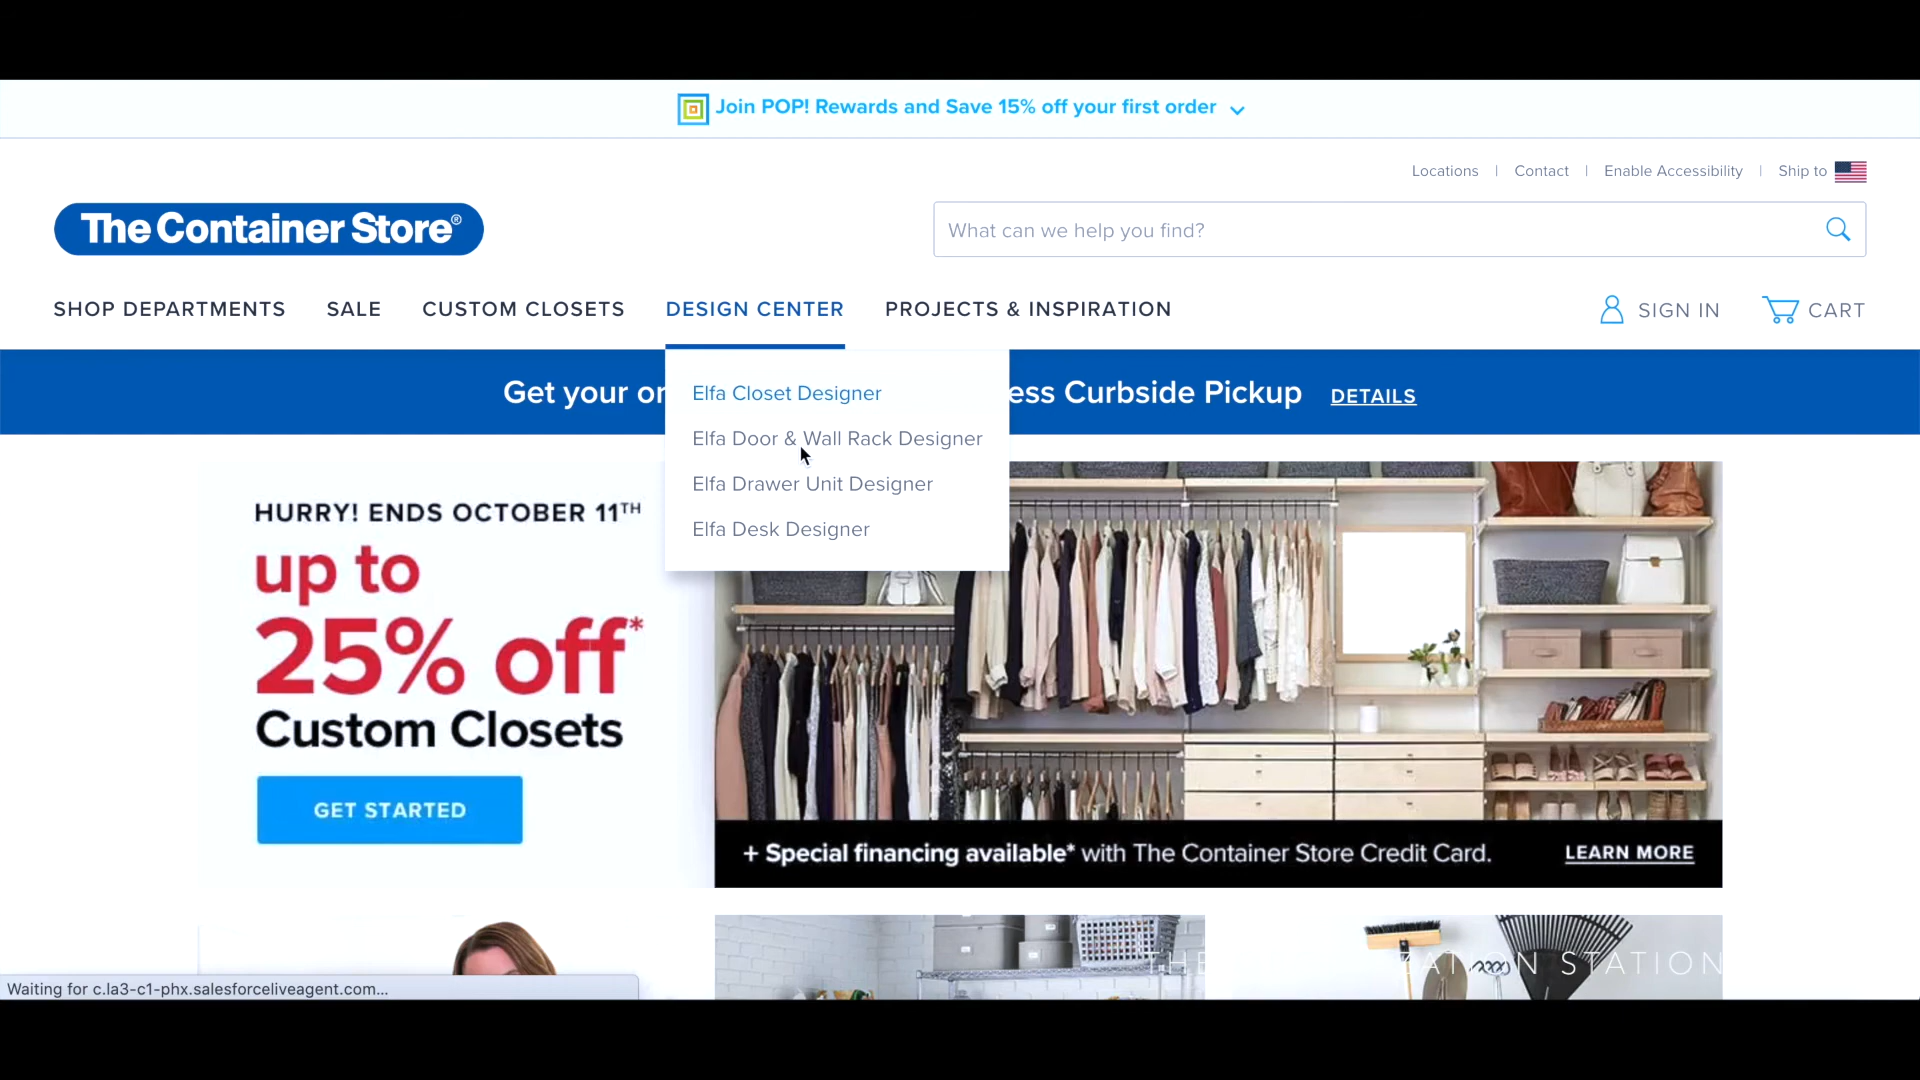 Join POP! Rewards and Save 15% off your first order
Locations | Contact | Enable Accessibility | Ship to
The Container Store®
What can we help you find?
SHOP DEPARTMENTS SALE CUSTOM CLOSETS DESIGN CENTER PROJECTS & INSPIRATION SIGN IN CART
Get your ess Curbside Pickup DETAILS
Elfa Closet Designer
Elfa Door & Wall Rack Designer
Elfa Drawer Unit Designer
Elfa Desk Designer
HURRY! ENDS OCTOBER 11TH
up to
25% off*
Custom Closets
GET STARTED
+ Special financing available* with The Container Store Credit Card. LEARN MORE
STATION
Waiting for c.la3-c1-phx.salesforceliveagent.com...